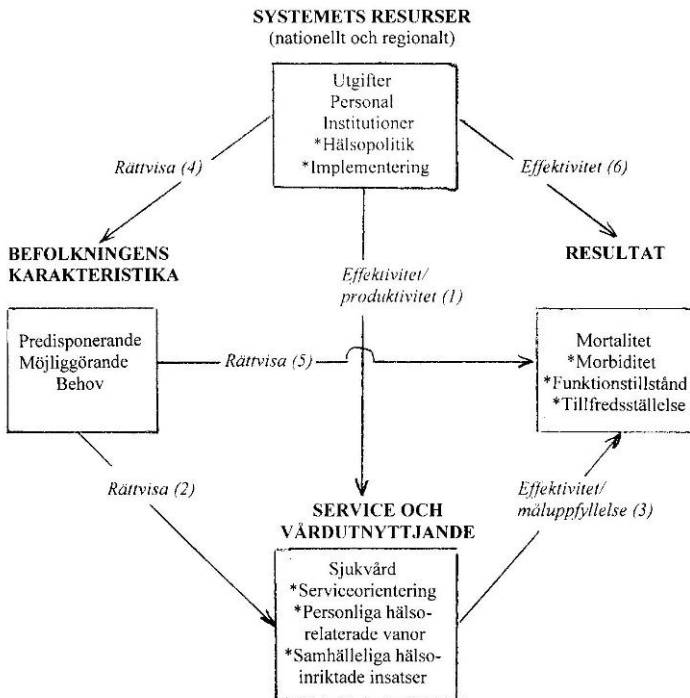 SYSTEMETS RESURSER
(nationellt och regionalt)
Utgifter
Personal
Institutioner
*Hälsopolitik
*Implementering
Rättvisa (4)
Effektivitet (6)
BEFOLKNINGENS
KARAKTERISTIKA
RESULTAT
Effektivitet/
produktivitet (1)
Predisponerande
Möjliggörande
Behov
Rättvisa (5)
Mortalitet
*Morbiditet
*Funktionstillstånd
*Tillfredsställelse
Rättvisa (2)
Effektivitet/
måluppfyllelse (3)
SERVICE OCH
VÅRDUTNYTTJANDE
Sjukvård
*Serviceorientering
*Personliga hälso-
relaterade vanor
*Samhälleliga hälso-
inriktade insatser